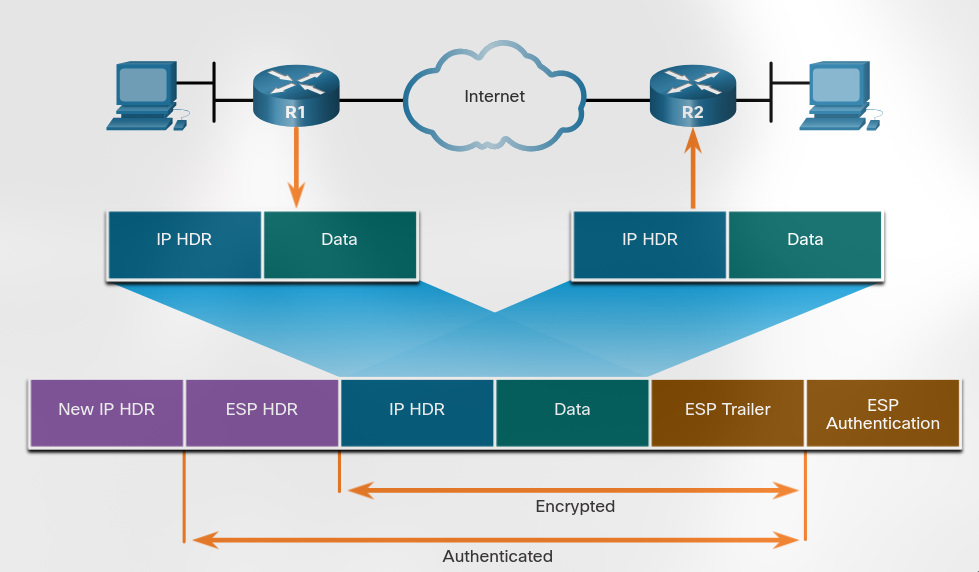 Internet
R1
R2
IP HDR
Data
IP HDR
Data
New IP HDR
ESP HDR
IP HDR
Data
ESP Trailer
ESP
Authentication
Encrypted
Authenticated